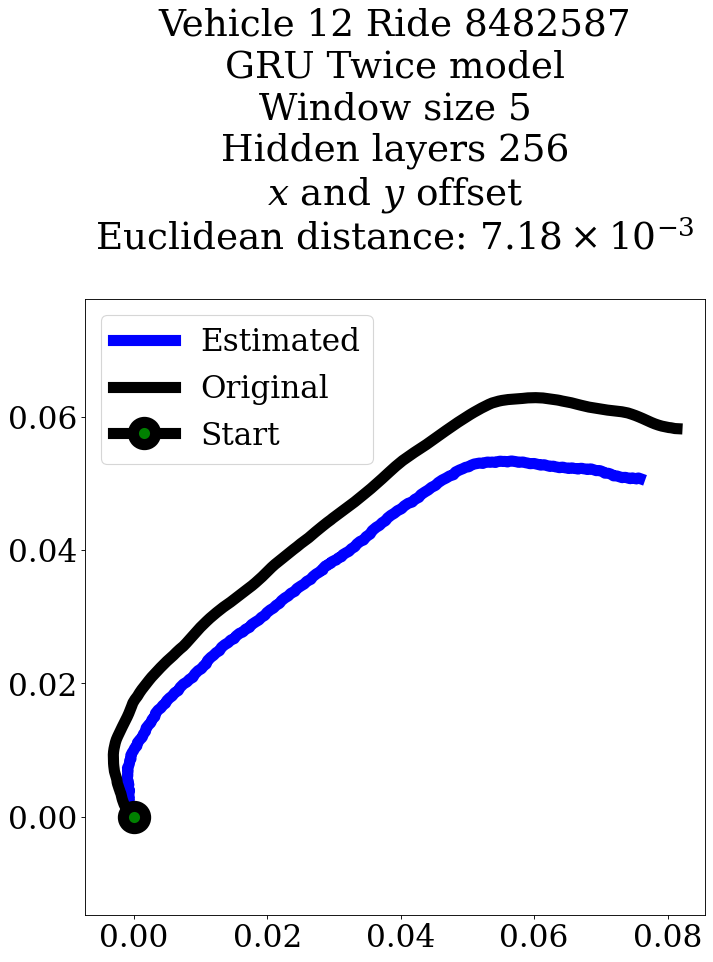 Vehicle 12 Ride 8482587
GRU Twice model
Window size 5
Hidden layers 256
x and y offset
Euclidean distance: 7.18 × 10⁻³
Estimated
Original
Start
0.06
0.04
0.02
0.00
0.00 0.02 0.04 0.06 0.08